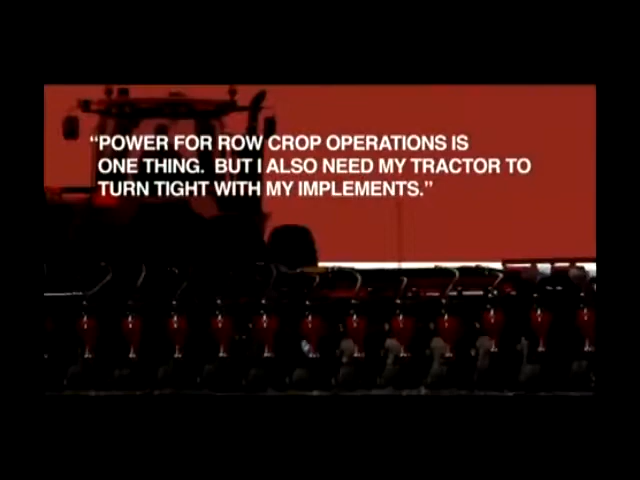 “POWER FOR ROW CROP OPERATIONS IS
ONE THING. BUT I ALSO NEED MY TRACTOR TO
TURN TIGHT WITH MY IMPLEMENTS.”